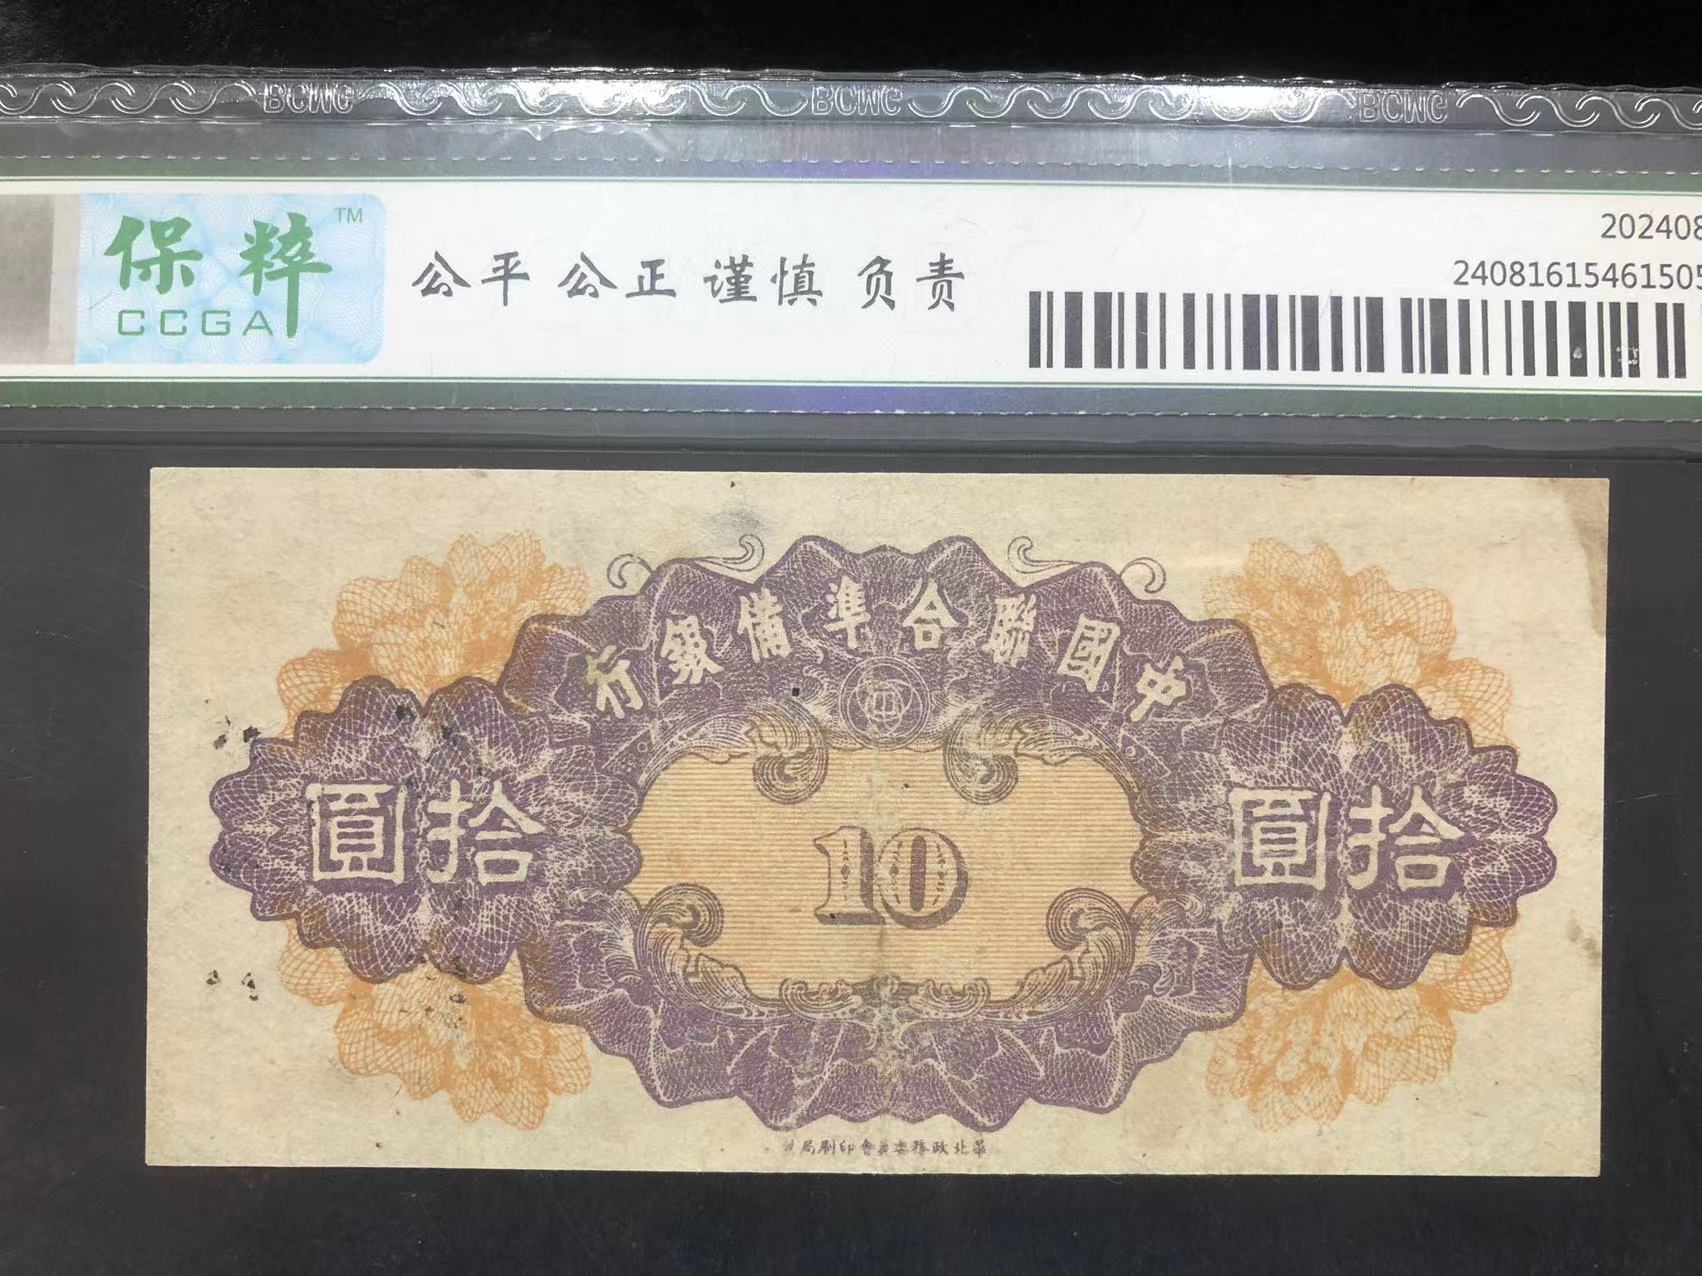 BCWC BCWC BCWC
保粹™
CCGA
公平 公正 谨慎 负责
202408
24081615461505
中國聯合準備銀行
拾圓
拾圓
10
華北政務委員會印刷局